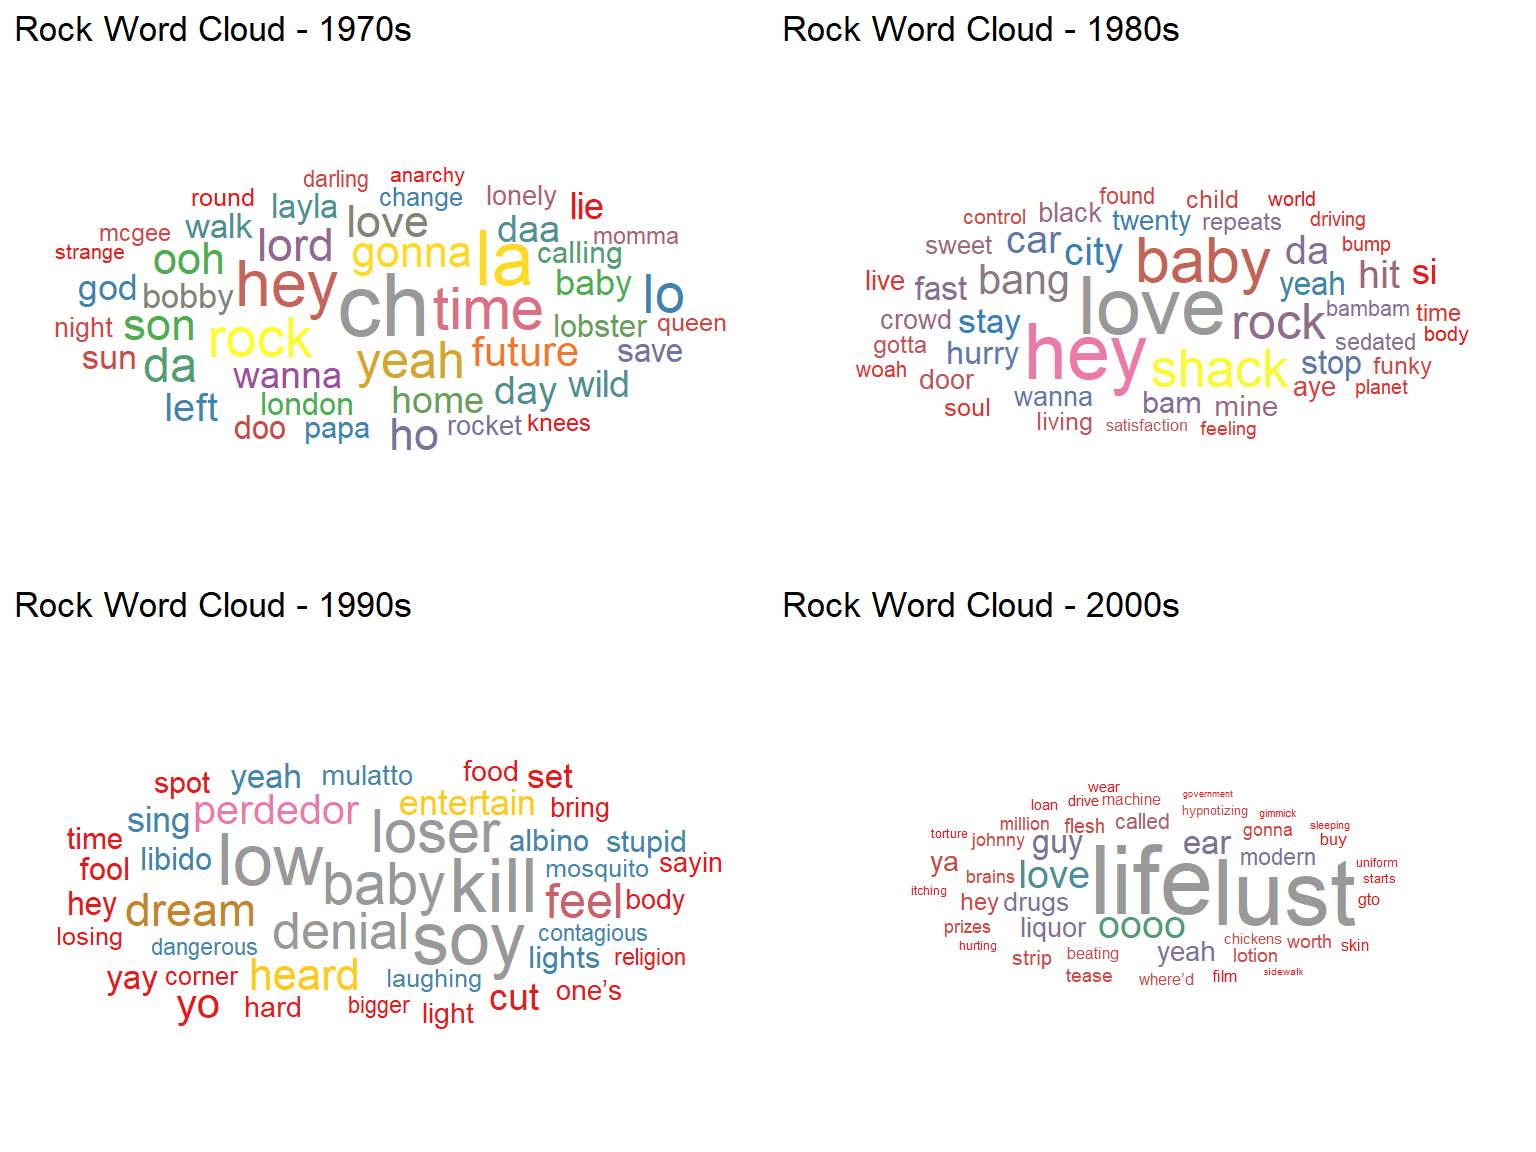 Rock Word Cloud - 1970s
darling anarchy
round layla change lonely lie
mcgee walk lord love daa momma
strange ooh gonna la calling
god bobby hey ch time baby lo
night son rock lobster queen
sun da wanna yeah future save
left london home day wild
doo papa ho rocket knees
Rock Word Cloud - 1980s
found child world
control black twenty repeats driving
sweet car city baby da bump
live fast bang love yeah hit si
crowd stay rock bambam time
gotta hurry hey shack stop sedated body
woah door wanna aye funky planet
soul bam mine
living satisfaction feeling
Rock Word Cloud - 1990s
spot yeah mulatto food set
sing perdedor loser entertain bring
time libido low albino stupid
fool baby kill mosquito sayin
hey dream feel body
losing dangerous denial soy contagious
yay corner heard laughing lights religion
yo hard bigger light cut one’s
Rock Word Cloud - 2000s
wear government
loan drive machine hypnotizing gimmick
million flesh called gonna sleeping
torture johnny guy ear buy
ya love life modern uniform
itching brains lust starts
hey drugs gto
prizes liquor oooo chickens worth skin
hurting strip beating yeah lotion
tease where’d film sidewalk